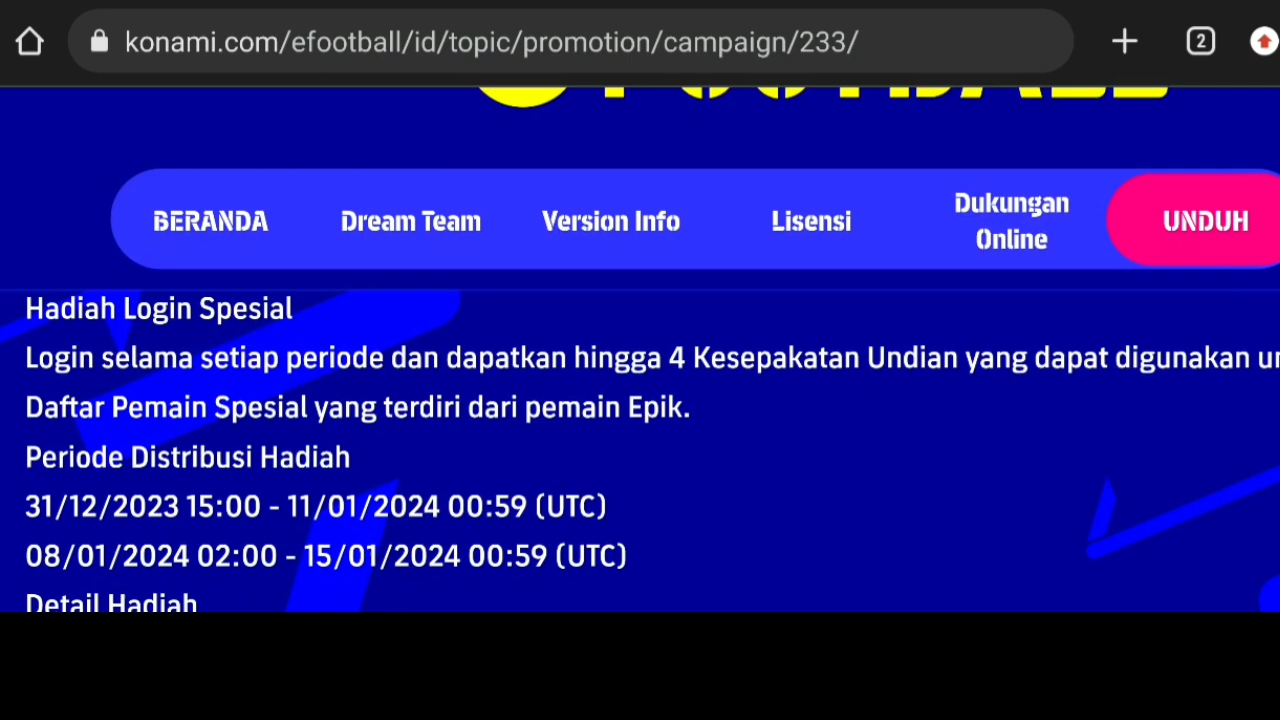 konami.com/efootball/id/topic/promotion/campaign/233/
2
BERANDA
Dream Team
Version Info
Lisensi
Dukungan
Online
UNDUH
Hadiah Login Spesial
Login selama setiap periode dan dapatkan hingga 4 Kesepakatan Undian yang dapat digunakan
Daftar Pemain Spesial yang terdiri dari pemain Epik.
Periode Distribusi Hadiah
31/12/2023 15:00 - 11/01/2024 00:59 (UTC)
08/01/2024 02:00 - 15/01/2024 00:59 (UTC)
Detail Hadiah